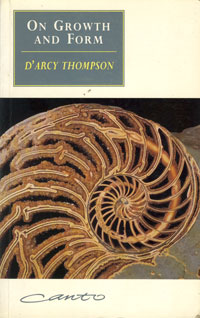 ON GROWTH
AND FORM
D'ARCY THOMPSON
canto